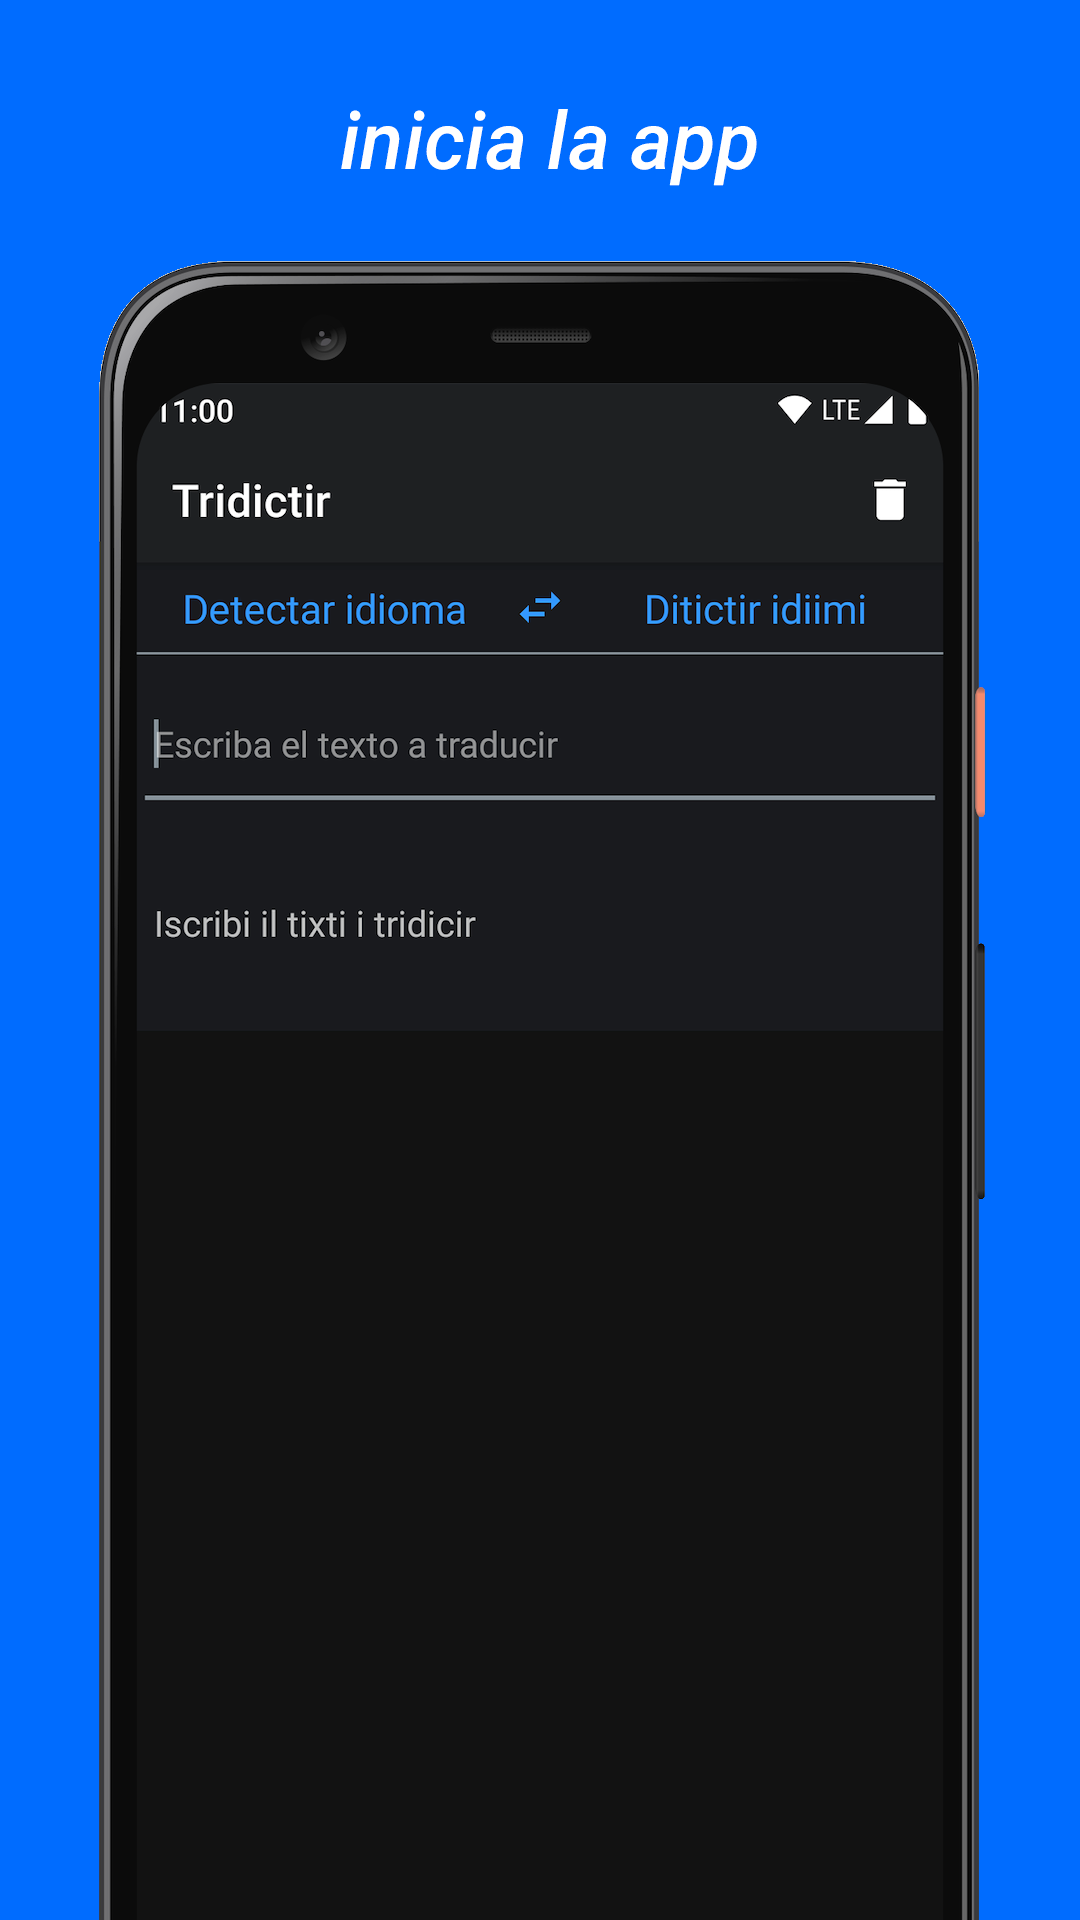 inicia la app
11:00 LTE
Tridictir
Detectar idioma Ditictir idiimi
Escriba el texto a traducir
Iscribi il tixti i tridicir